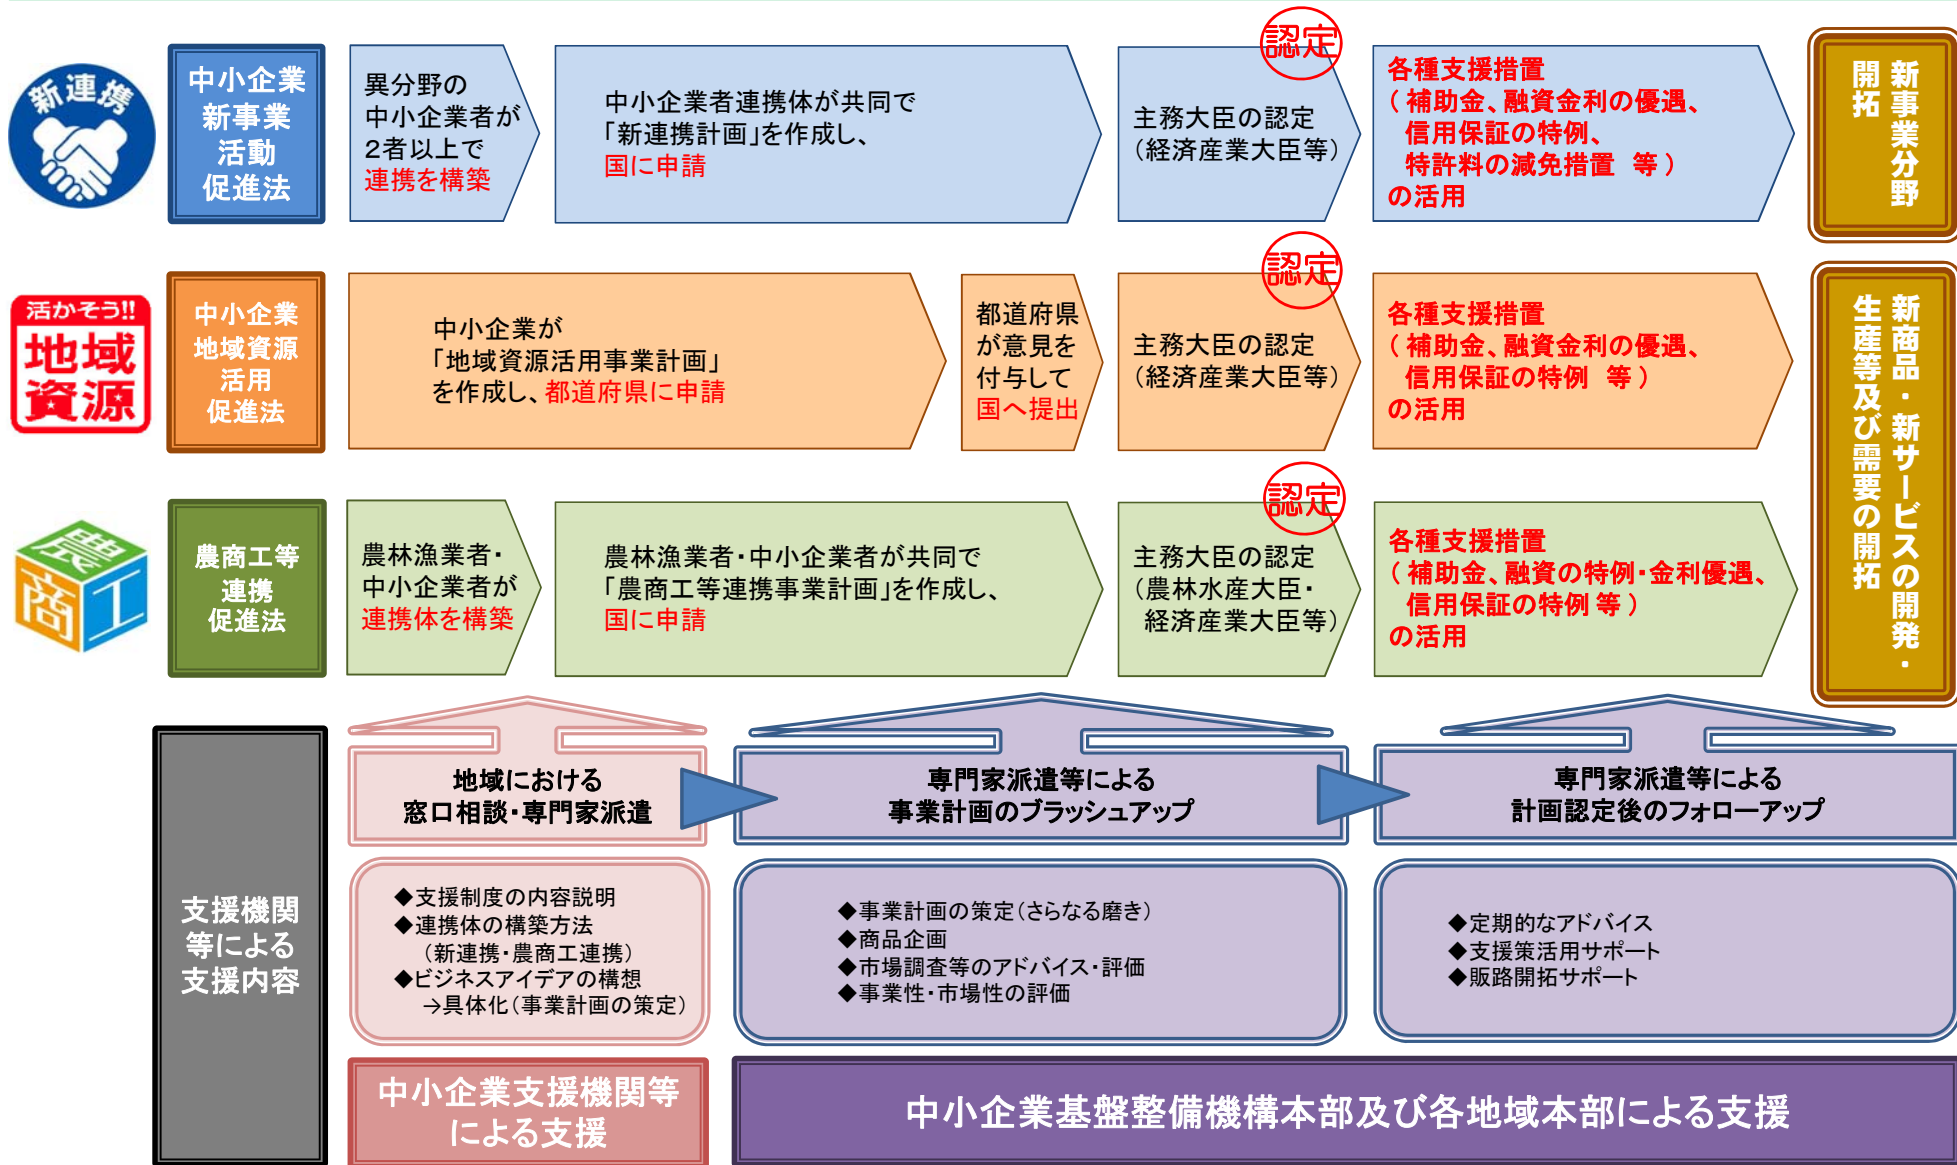 新連携
中小企業
新事業
活動
促進法
異分野の
中小企業者が
2者以上で
連携を構築
中小企業者連携体が共同で
「新連携計画」を作成し、
国に申請
認定
主務大臣の認定
（経済産業大臣等）
各種支援措置
（ 補助金、融資金利の優遇、
信用保証の特例、
特許料の減免措置 等 ）
の活用
新事業分野
開拓
活かそう!!
地域
資源
中小企業
地域資源
活用
促進法
中小企業が
「地域資源活用事業計画」
を作成し、都道府県に申請
都道府県
が意見を
付与して
国へ提出
認定
主務大臣の認定
（経済産業大臣等）
各種支援措置
（ 補助金、融資金利の優遇、
信用保証の特例 等 ）
の活用
新商品・新サービスの開発・
生産等及び需要の開拓
農
商工
農商工等
連携
促進法
農林漁業者・
中小企業者が
連携体を構築
農林漁業者・中小企業者が共同で
「農商工等連携事業計画」を作成し、
国に申請
認定
主務大臣の認定
（農林水産大臣・
経済産業大臣等）
各種支援措置
（ 補助金、融資の特例・金利優遇、
信用保証の特例 等 ）
の活用
支援機関
等による
支援内容
地域における
窓口相談・専門家派遣
専門家派遣等による
事業計画のブラッシュアップ
専門家派遣等による
計画認定後のフォローアップ
◆支援制度の内容説明
◆連携体の構築方法
（新連携・農商工連携）
◆ビジネスアイデアの構想
→具体化（事業計画の策定）
◆事業計画の策定（さらなる磨き）
◆商品企画
◆市場調査等のアドバイス・評価
◆事業性・市場性の評価
◆定期的なアドバイス
◆支援策活用サポート
◆販路開拓サポート
中小企業支援機関等
による支援
中小企業基盤整備機構本部及び各地域本部による支援